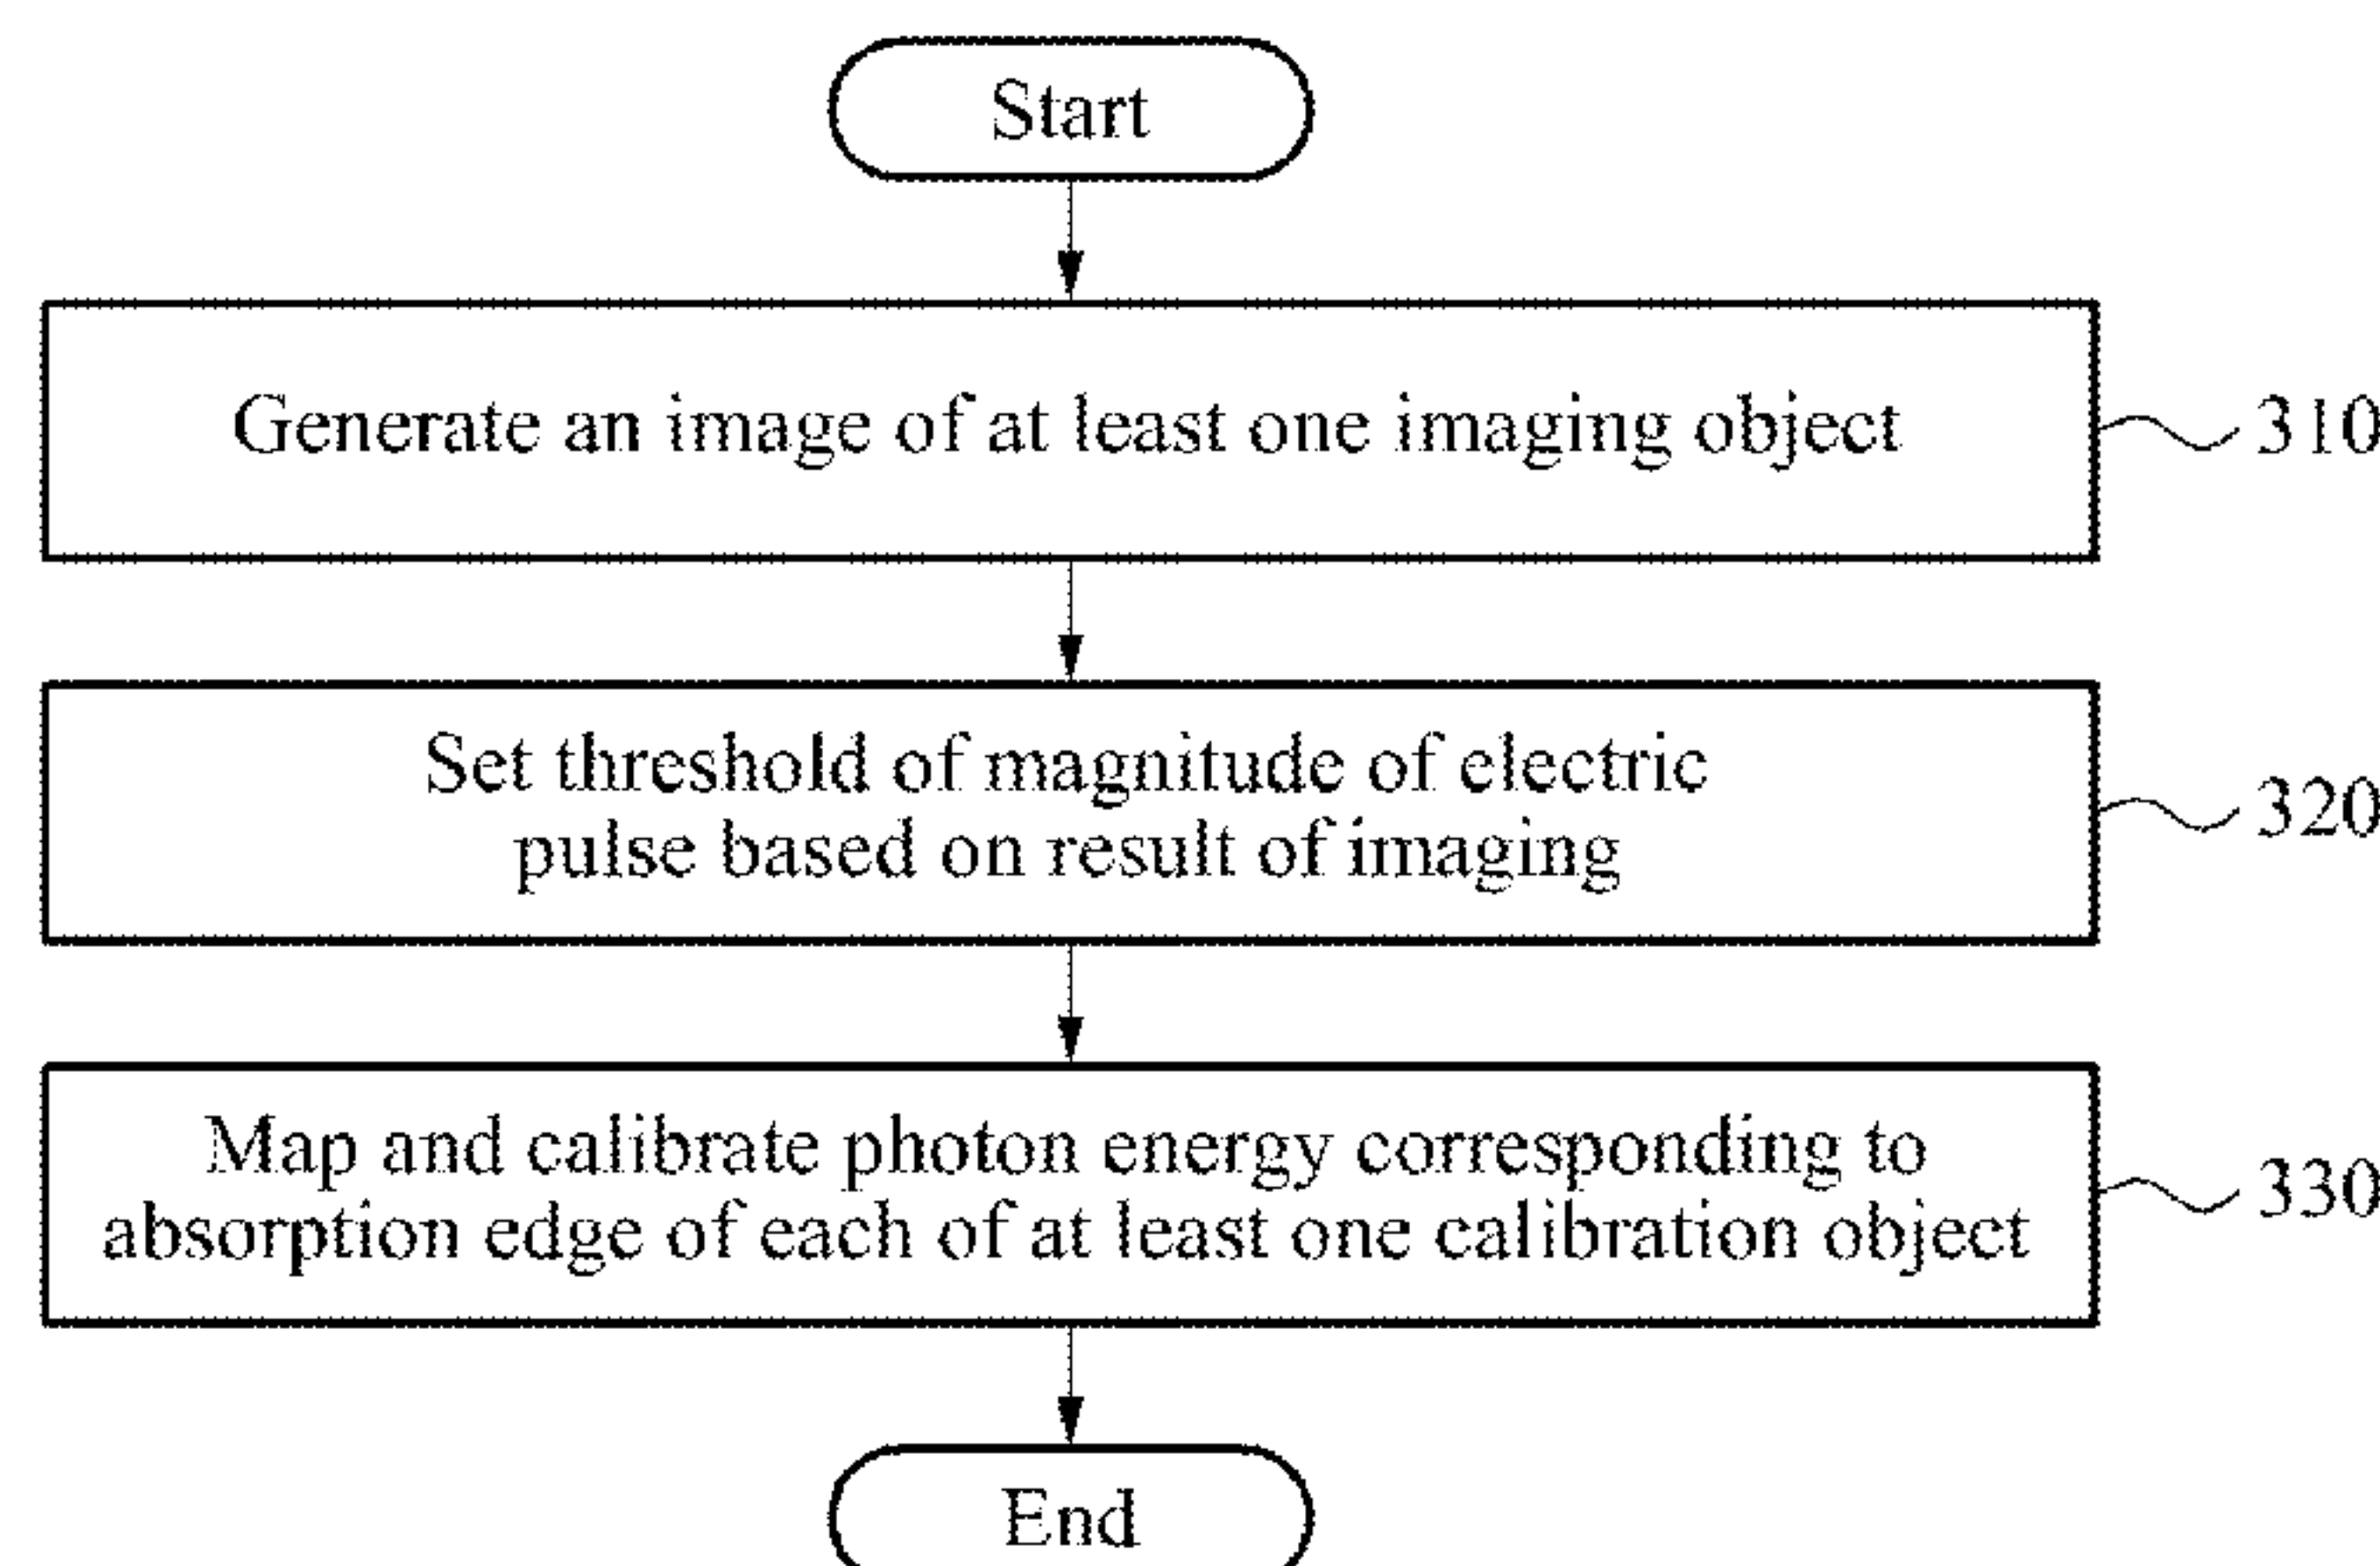 Start
Generate an image of at least one imaging object
310
Set threshold of magnitude of electric
pulse based on result of imaging
320
Map and calibrate photon energy corresponding to
absorption edge of each of at least one calibration object
330
End